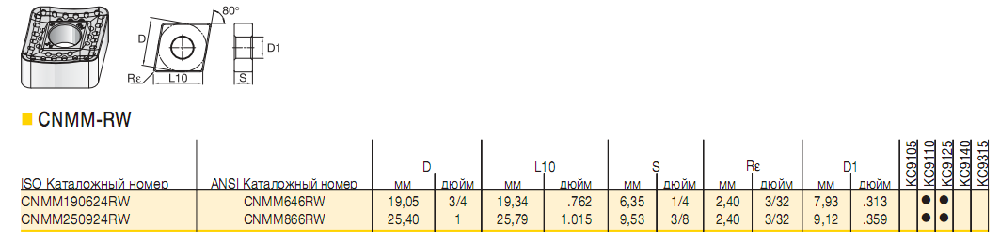 80°
D
D1
Rε
L10
S
CNMM-RW
D L10 S Rε D1 KC9105 KC9110 KC9125 KC9140 KC9315
ISO Каталожный номер ANSI Каталожный номер мм дюйм мм дюйм мм дюйм мм дюйм мм дюйм
CNMM190624RW CNMM646RW 19,05 3/4 19,34 .762 6,35 1/4 2,40 3/32 7,93 .313 ● ●
CNMM250924RW CNMM866RW 25,40 1 25,79 1.015 9,53 3/8 2,40 3/32 9,12 .359 ● ●